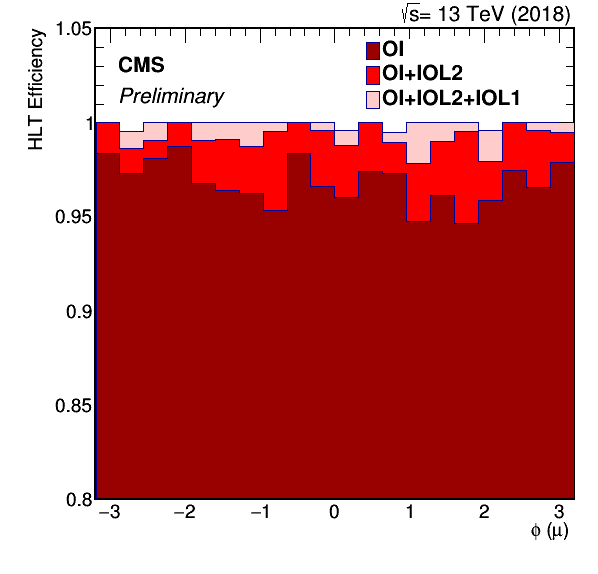 √s= 13 TeV (2018)
HLT Efficiency
1.05
1
0.95
0.9
0.85
0.8
CMS
Preliminary
OI
OI+IOL2
OI+IOL2+IOL1
−3 −2 −1 0 1 2 3
ϕ (μ)